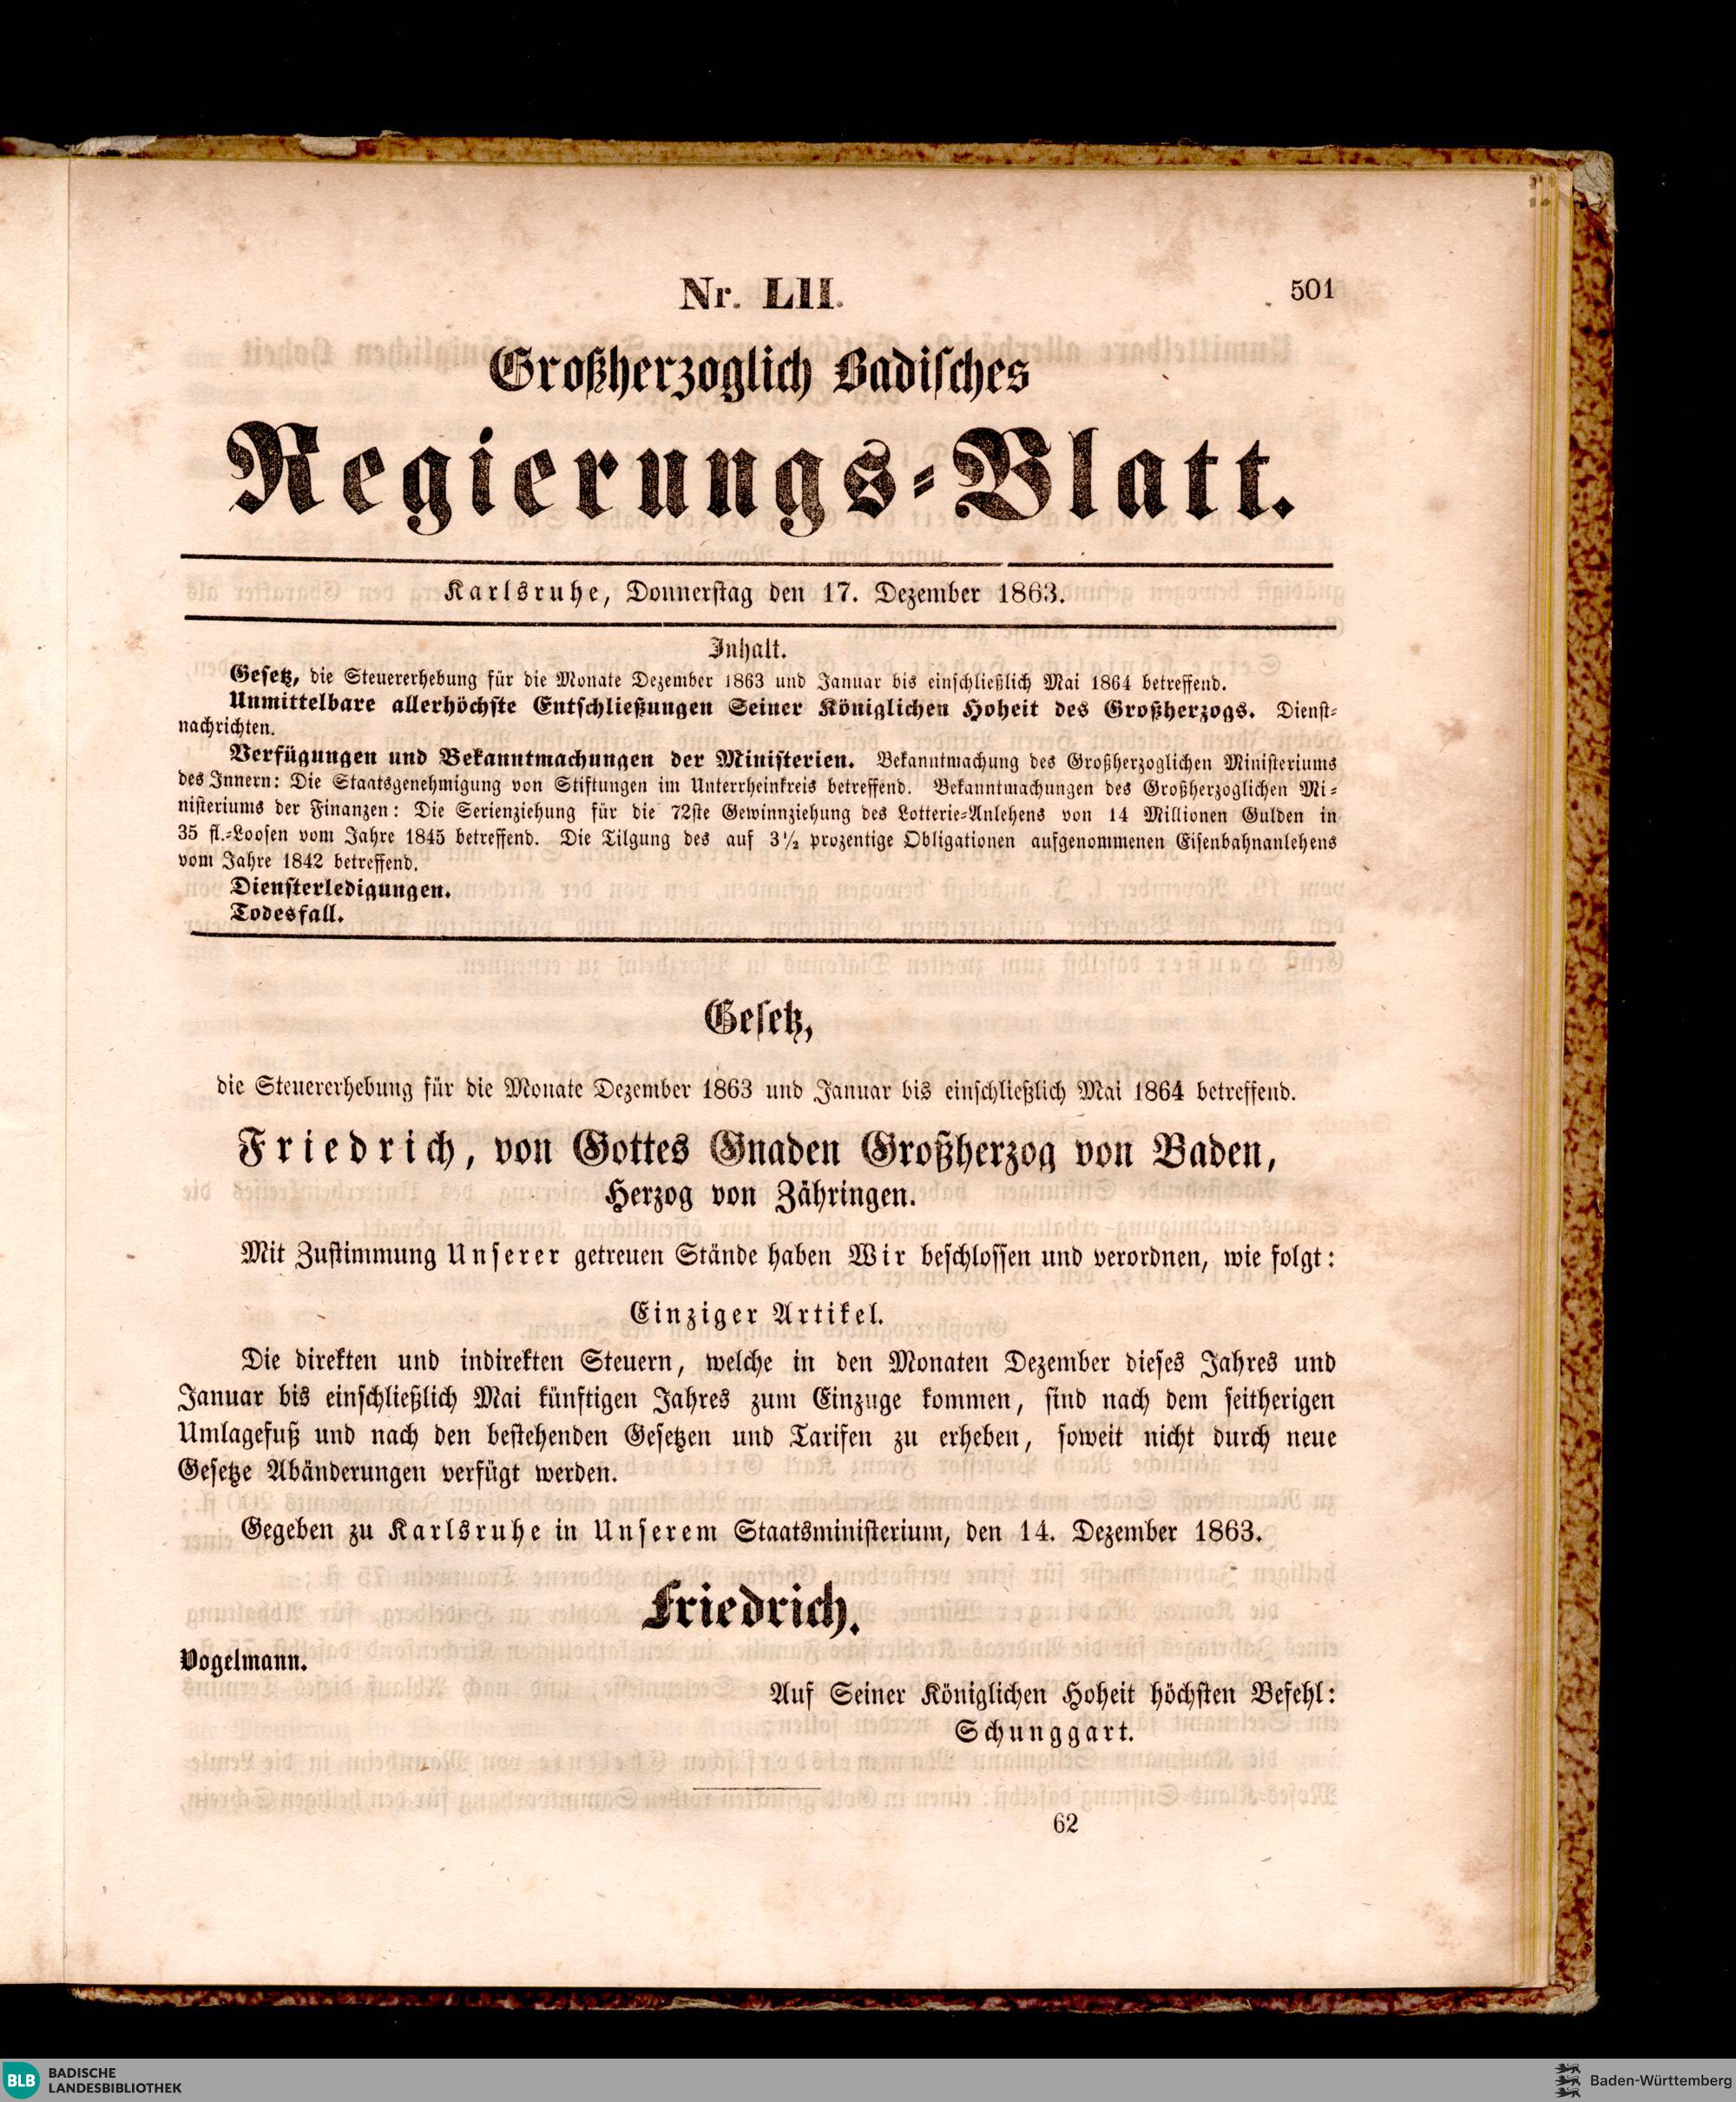 Nr. LII.
501
Großherzoglich Badisches
Regierungs-Blatt.
Karlsruhe, Donnerstag den 17. Dezember 1863.
Inhalt.
Gesetz, die Steuererhebung für die Monate Dezember 1863 und Januar bis einschließlich Mai 1864 betreffend.
Unmittelbare allerhöchste Entschließungen Seiner Königlichen Hoheit des Großherzogs. Dienst-
nachrichten.
Verfügungen und Bekanntmachungen der Ministerien. Bekanntmachung des Großherzoglichen Ministeriums
des Innern: Die Staatsgenehmigung von Stiftungen im Unterrheinkreis betreffend. Bekanntmachungen des Großherzoglichen Mi-
nisteriums der Finanzen: Die Serienziehung für die 72ste Gewinnziehung des Lotterie-Anlehens von 14 Millionen Gulden in
35 fl.-Loosen vom Jahre 1845 betreffend. Die Tilgung des auf 3½ prozentige Obligationen aufgenommenen Eisenbahnanlehens
vom Jahre 1842 betreffend.
Diensterledigungen.
Todesfall.
Gesetz,
die Steuererhebung für die Monate Dezember 1863 und Januar bis einschließlich Mai 1864 betreffend.
Friedrich, von Gottes Gnaden Großherzog von Baden,
Herzog von Zähringen.
Mit Zustimmung Unserer getreuen Stände haben Wir beschlossen und verordnen, wie folgt:
Einziger Artikel.
Die direkten und indirekten Steuern, welche in den Monaten Dezember dieses Jahres und
Januar bis einschließlich Mai künftigen Jahres zum Einzuge kommen, sind nach dem seitherigen
Umlagefuß und nach den bestehenden Gesetzen und Tarifen zu erheben, soweit nicht durch neue
Gesetze Abänderungen verfügt werden.
Gegeben zu Karlsruhe in Unserem Staatsministerium, den 14. Dezember 1863.
Friedrich.
Vogelmann.
Auf Seiner Königlichen Hoheit höchsten Befehl:
Schunggart.
62
BLB BADISCHE
LANDESBIBLIOTHEK
Baden-Württemberg